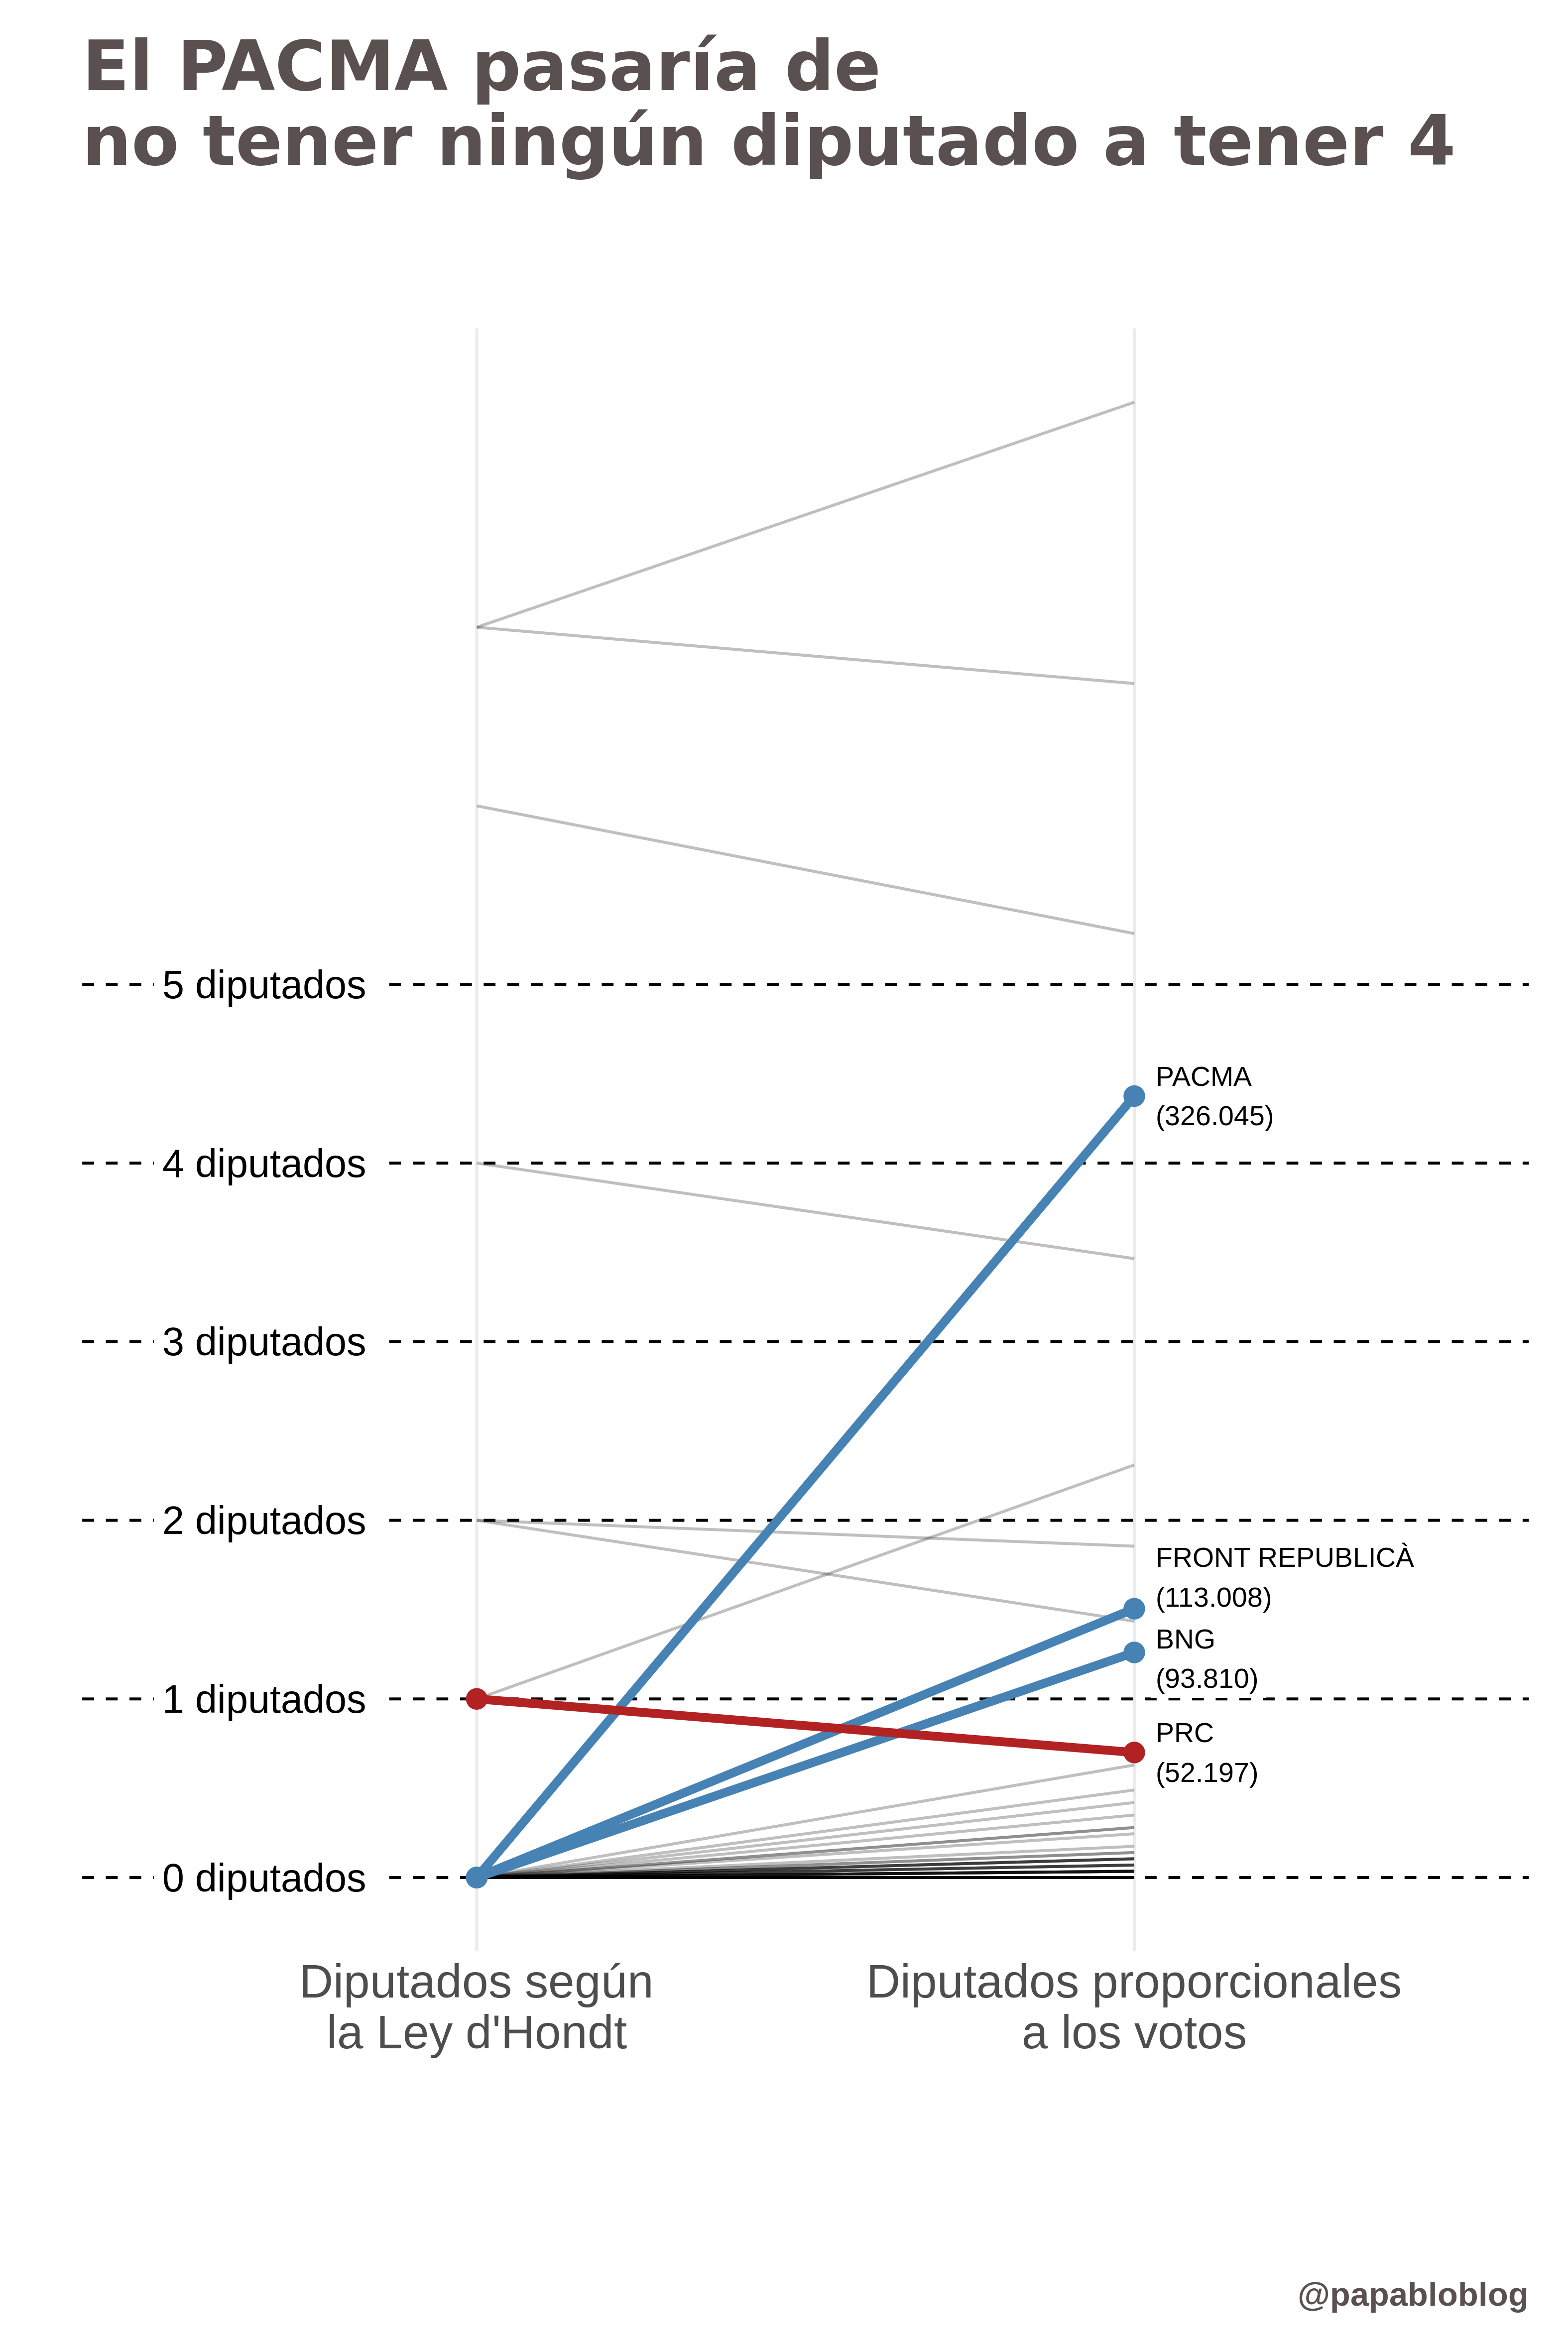 El PACMA pasaría de
no tener ningún diputado a tener 4
5 diputados
PACMA
(326.045)
4 diputados
3 diputados
2 diputados
FRONT REPUBLICÀ
(113.008)
BNG
(93.810)
1 diputados
PRC
(52.197)
0 diputados
Diputados según
la Ley d'Hondt
Diputados proporcionales
a los votos
@papabloblog